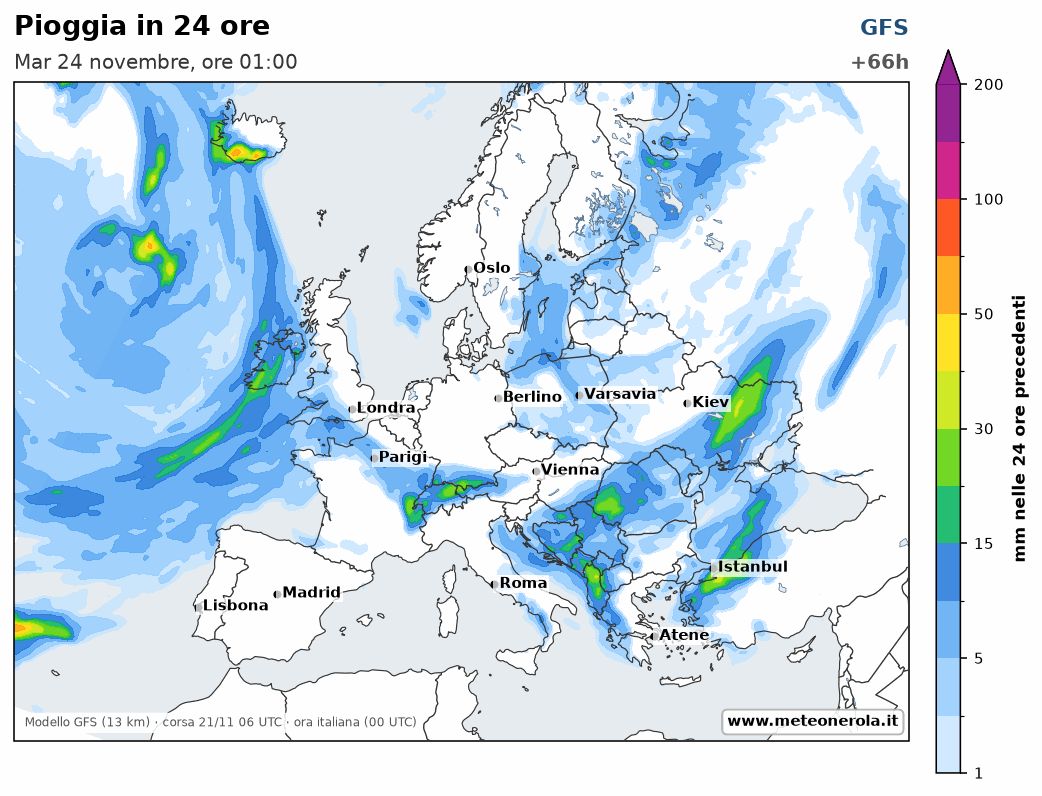 Pioggia in 24 ore
GFS
Mar 24 novembre, ore 01:00
+66h
200
100
50
30
15
5
1
mm nelle 24 ore precedenti
Oslo
Berlino
Varsavia
Kiev
Londra
Parigi
Vienna
Istanbul
Roma
Madrid
Lisbona
Atene
Modello GFS (13 km) · corsa 21/11 06 UTC · ora italiana (00 UTC)
www.meteonerola.it